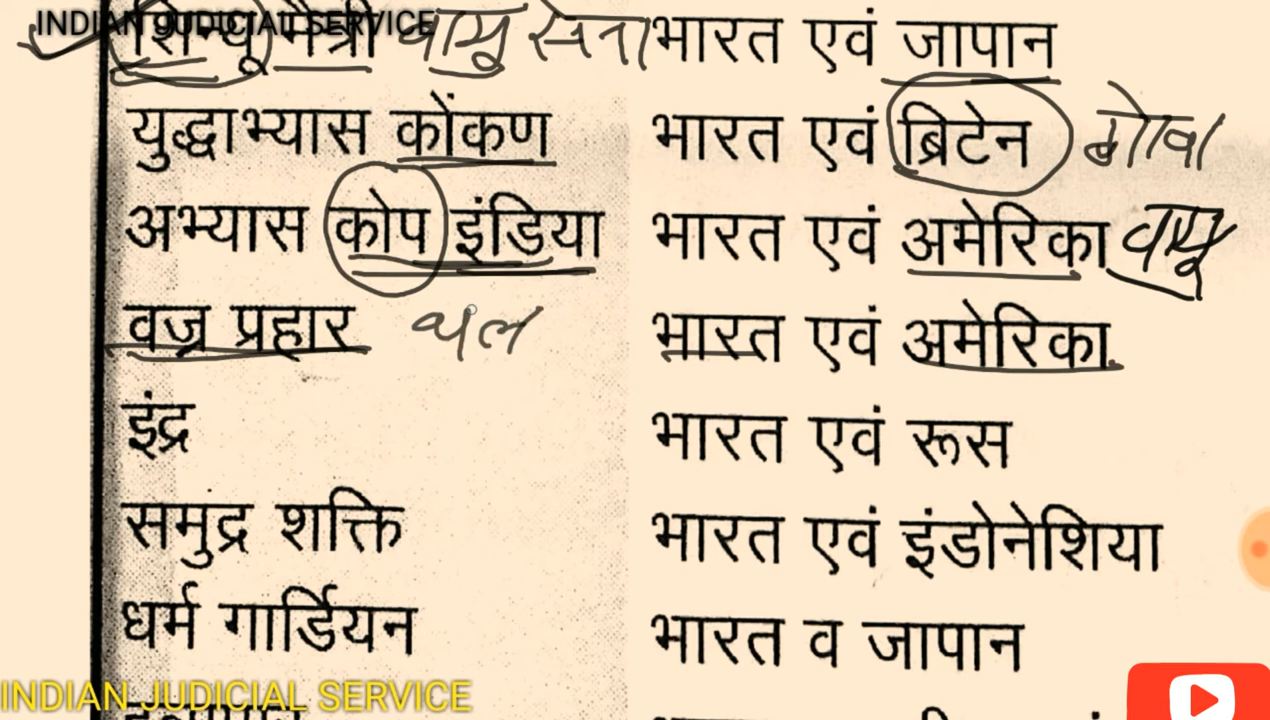 INDIAN JUDICIAL SERVICE
शिन्यू मैत्री वायु सेना भारत एवं जापान
युद्धाभ्यास कोंकण भारत एवं ब्रिटेन गोवा
अभ्यास कोप इंडिया भारत एवं अमेरिका वायु
वज्र प्रहार थल भारत एवं अमेरिका
इंद्र भारत एवं रूस
समुद्र शक्ति भारत एवं इंडोनेशिया
धर्म गार्डियन भारत व जापान
INDIAN JUDICIAL SERVICE